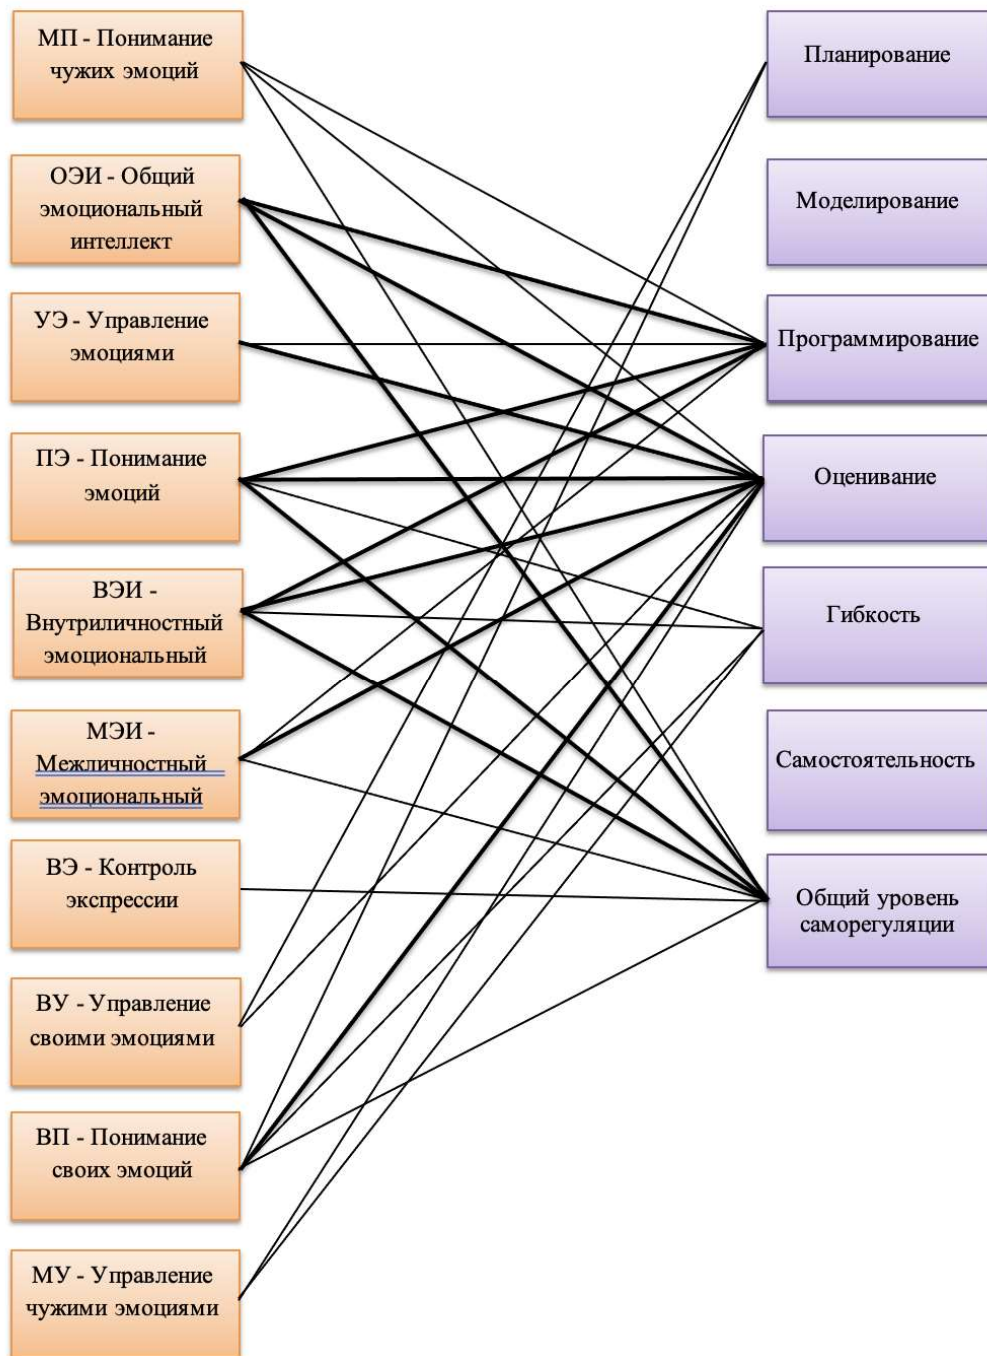 МП - Понимание
чужих эмоций
ОЭИ - Общий
эмоциональный
интеллект
УЭ - Управление
эмоциями
ПЭ - Понимание
эмоций
ВЭИ -
Внутриличностный
эмоциональный
МЭИ -
Межличностный
эмоциональный
ВЭ - Контроль
экспрессии
ВУ - Управление
своими эмоциями
ВП - Понимание
своих эмоций
МУ - Управление
чужими эмоциями
Планирование
Моделирование
Программирование
Оценивание
Гибкость
Самостоятельность
Общий уровень
саморегуляции